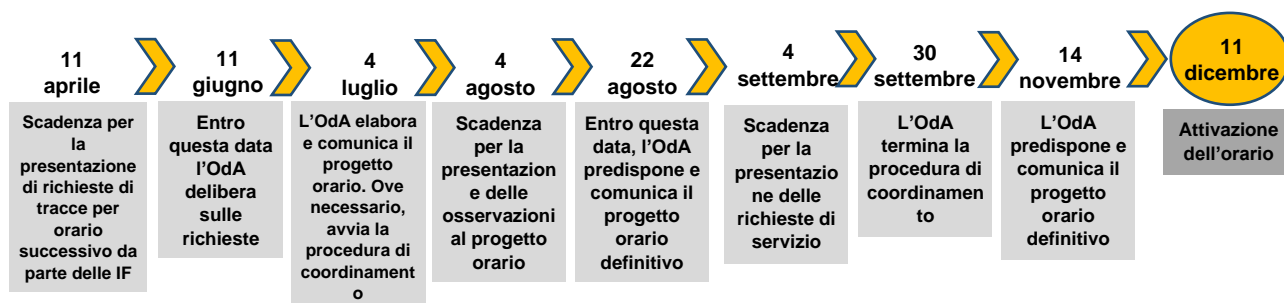 11
aprile
Scadenza per
la
presentazione
di richieste di
tracce per
orario
successivo da
parte delle IF
11
giugno
Entro
questa data
l'OdA
delibera
sulle
richieste
4
luglio
L'OdA elabora
e comunica il
progetto
orario. Ove
necessario,
avvia la
procedura di
coordinament
o
4
agosto
Scadenza
per la
presentazion
e delle
osservazioni
al progetto
orario
22
agosto
Entro questa
data, l'OdA
predispone e
comunica il
progetto
orario
definitivo
4
settembre
Scadenza
per la
presentazio
ne delle
richieste di
servizio
30
settembre
L'OdA
termina la
procedura di
coordinamen
to
14
novembre
L'OdA
predispone e
comunica il
progetto
orario
definitivo
11
dicembre
Attivazione
dell'orario